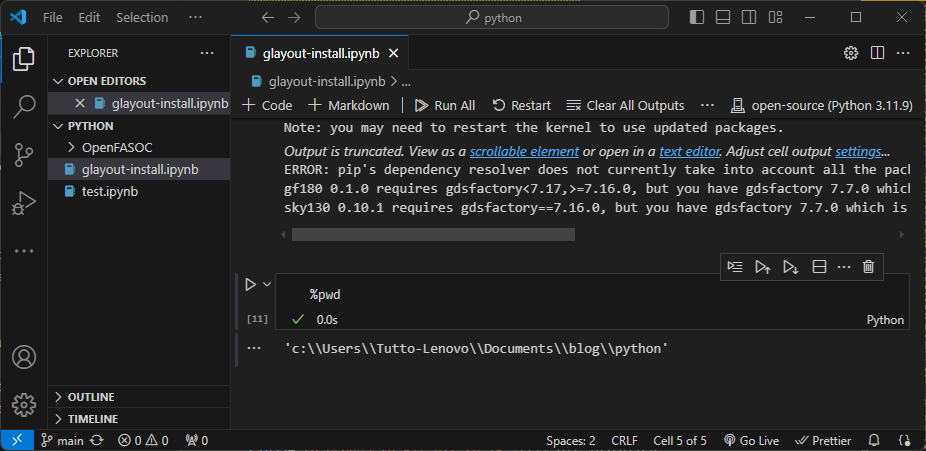 File Edit Selection ··· python
EXPLORER ···
OPEN EDITORS
glayout-install.ipynb
PYTHON
OpenFASOC
glayout-install.ipynb
test.ipynb
OUTLINE
TIMELINE
glayout-install.ipynb
glayout-install.ipynb > ...
+ Code + Markdown Run All Restart Clear All Outputs ··· open-source (Python 3.11.9)
Note: you may need to restart the kernel to use updated packages.
Output is truncated. View as a scrollable element or open in a text editor. Adjust cell output settings...
ERROR: pip's dependency resolver does not currently take into account all the pac
gf180 0.1.0 requires gdsfactory<7.17,>=7.16.0, but you have gdsfactory 7.7.0 which
sky130 0.10.1 requires gdsfactory==7.16.0, but you have gdsfactory 7.7.0 which is
%pwd
[11] 0.0s Python
'c:\\Users\\Tutto-Lenovo\\Documents\\blog\\python'
main 0 0 0 Spaces: 2 CRLF Cell 5 of 5 Go Live Prettier